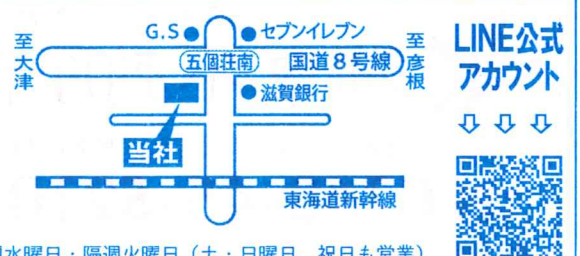 G.S
セブンイレブン
至大津
五個荘南
国道8号線
至彦根
滋賀銀行
当社
東海道新幹線
LINE公式
アカウント
水曜日・隔週火曜日(土・日曜日、祝日も営業)